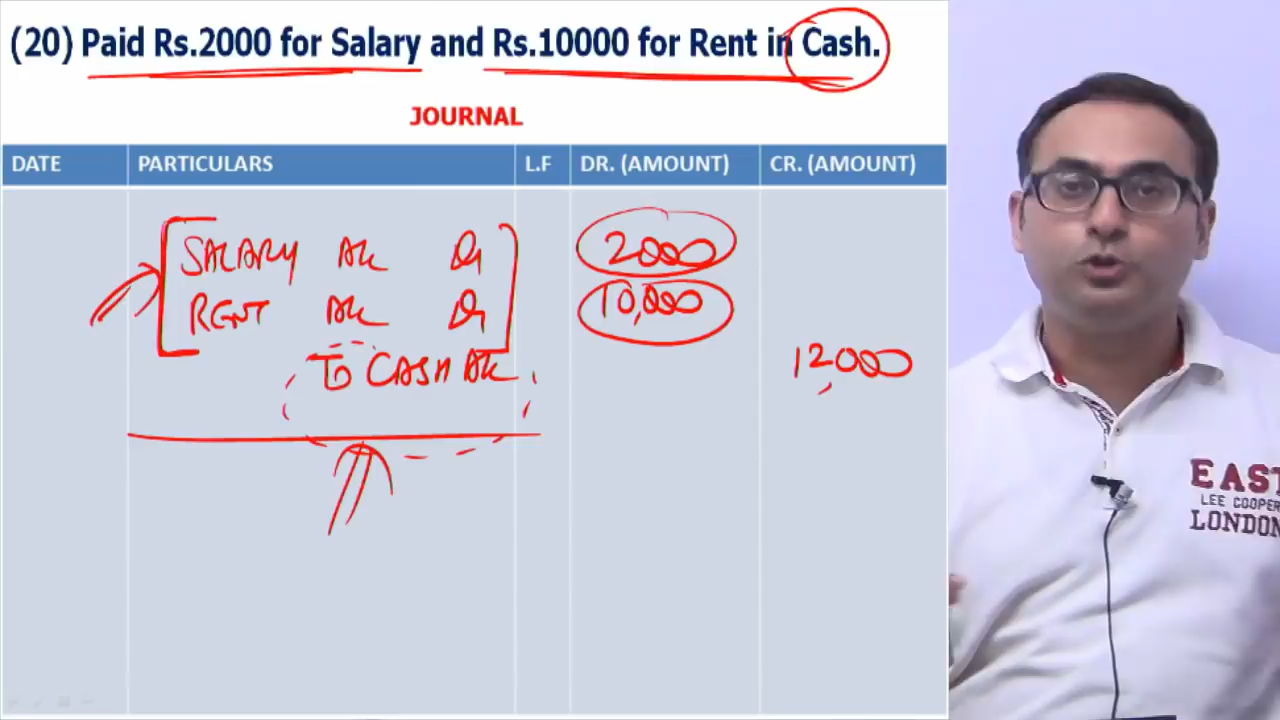 (20) Paid Rs.2000 for Salary and Rs.10000 for Rent in Cash.
JOURNAL
DATE PARTICULARS L.F DR. (AMOUNT) CR. (AMOUNT)
SALARY A/c Dr 2000
RENT A/c Dr 10,000
To CASH A/c 12,000
EAST
LEE COOPER
LONDON